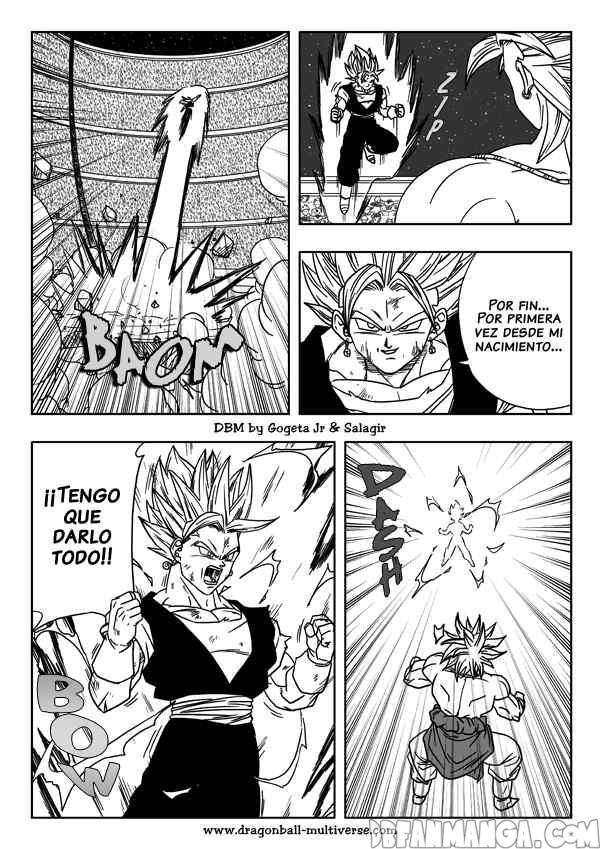 BAOM
ZIP
POR FIN...
POR PRIMERA
VEZ DESDE MI
NACIMIENTO...
DBM by Gogeta Jr & Salagir
¡¡TENGO
QUE
DARLO
TODO!!
BOW
DASH
www.dragonball-multiverse.com
DBFANMANGA.COM